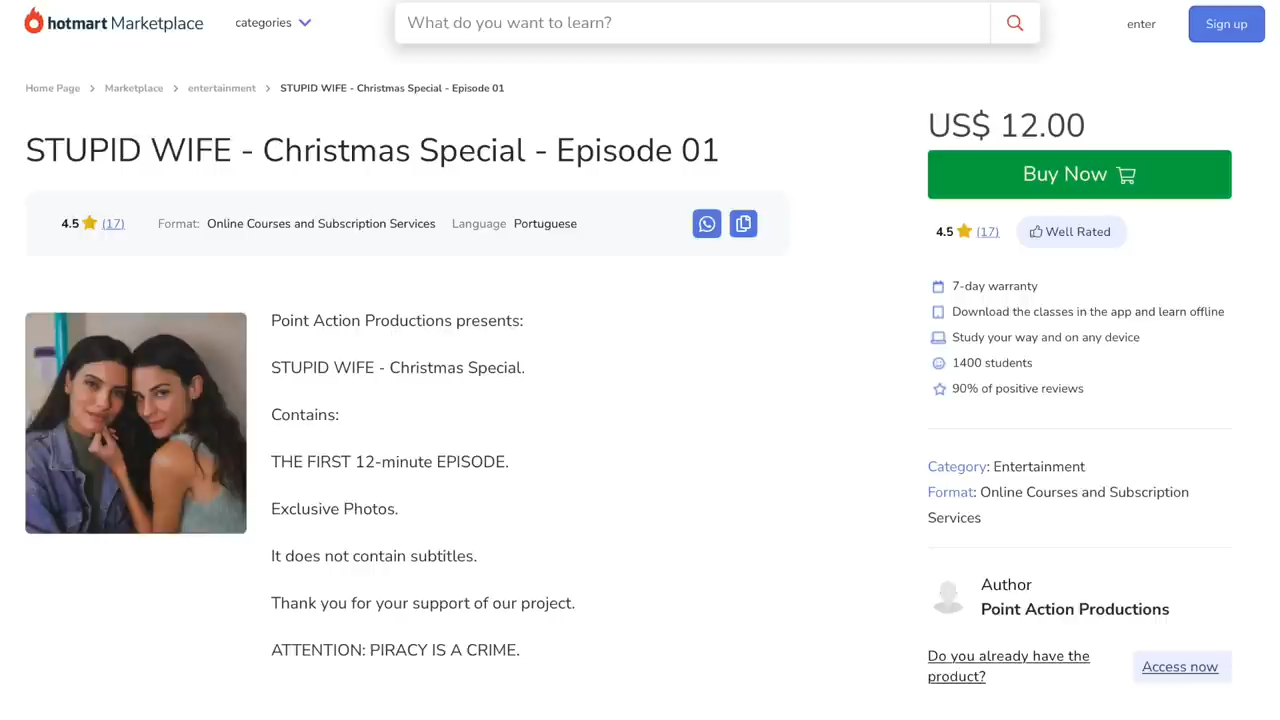 hotmart Marketplace
categories
What do you want to learn?
enter
Sign up
Home Page > Marketplace > entertainment > STUPID WIFE - Christmas Special - Episode 01
STUPID WIFE - Christmas Special - Episode 01
4.5 (17) Format: Online Courses and Subscription Services Language Portuguese
Point Action Productions presents:
STUPID WIFE - Christmas Special.
Contains:
THE FIRST 12-minute EPISODE.
Exclusive Photos.
It does not contain subtitles.
Thank you for your support of our project.
ATTENTION: PIRACY IS A CRIME.
US$ 12.00
Buy Now
4.5 (17) Well Rated
7-day warranty
Download the classes in the app and learn offline
Study your way and on any device
1400 students
90% of positive reviews
Category: Entertainment
Format: Online Courses and Subscription
Services
Author
Point Action Productions
Do you already have the
product?
Access now